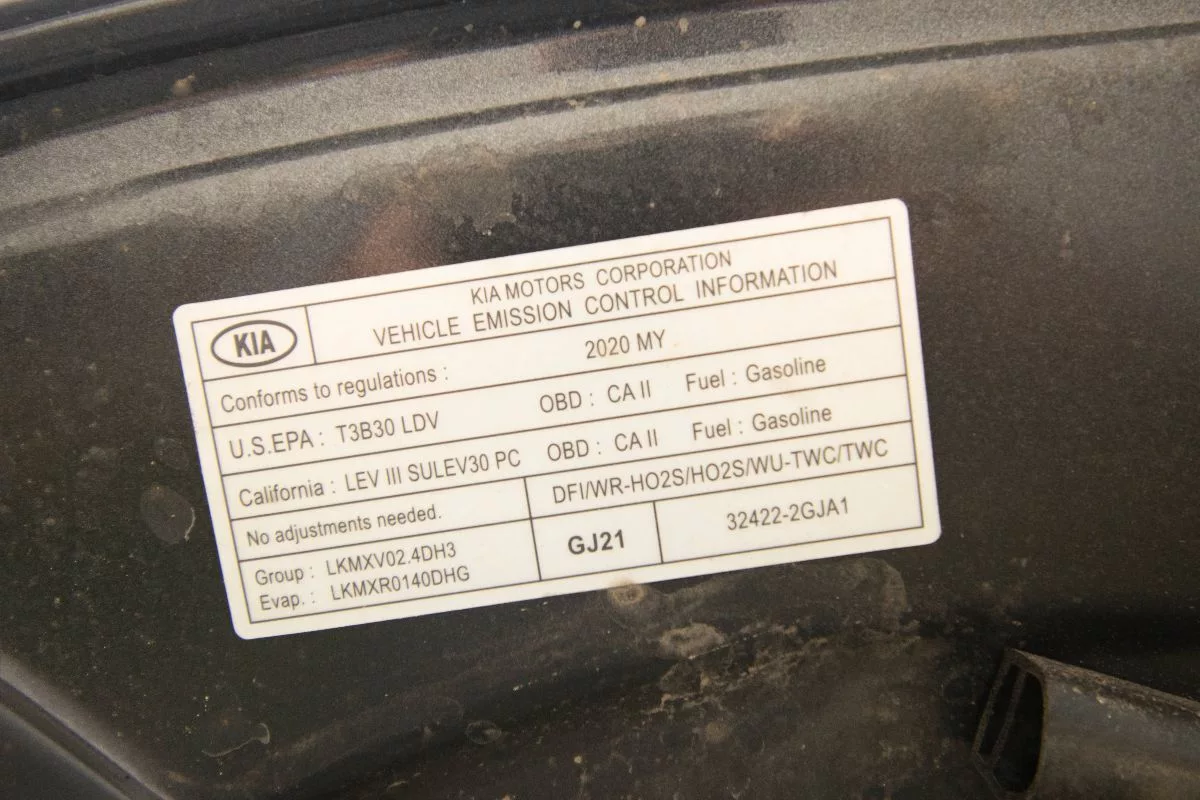 KIA
KIA MOTORS CORPORATION
VEHICLE EMISSION CONTROL INFORMATION
Conforms to regulations : 2020 MY
U.S.EPA : T3B30 LDV OBD : CA II Fuel : Gasoline
California : LEV III SULEV30 PC OBD : CA II Fuel : Gasoline
No adjustments needed. DFI/WR-HO2S/HO2S/WU-TWC/TWC
Group : LKMXV02.4DH3
Evap. : LKMXR0140DHG
GJ21
32422-2GJA1